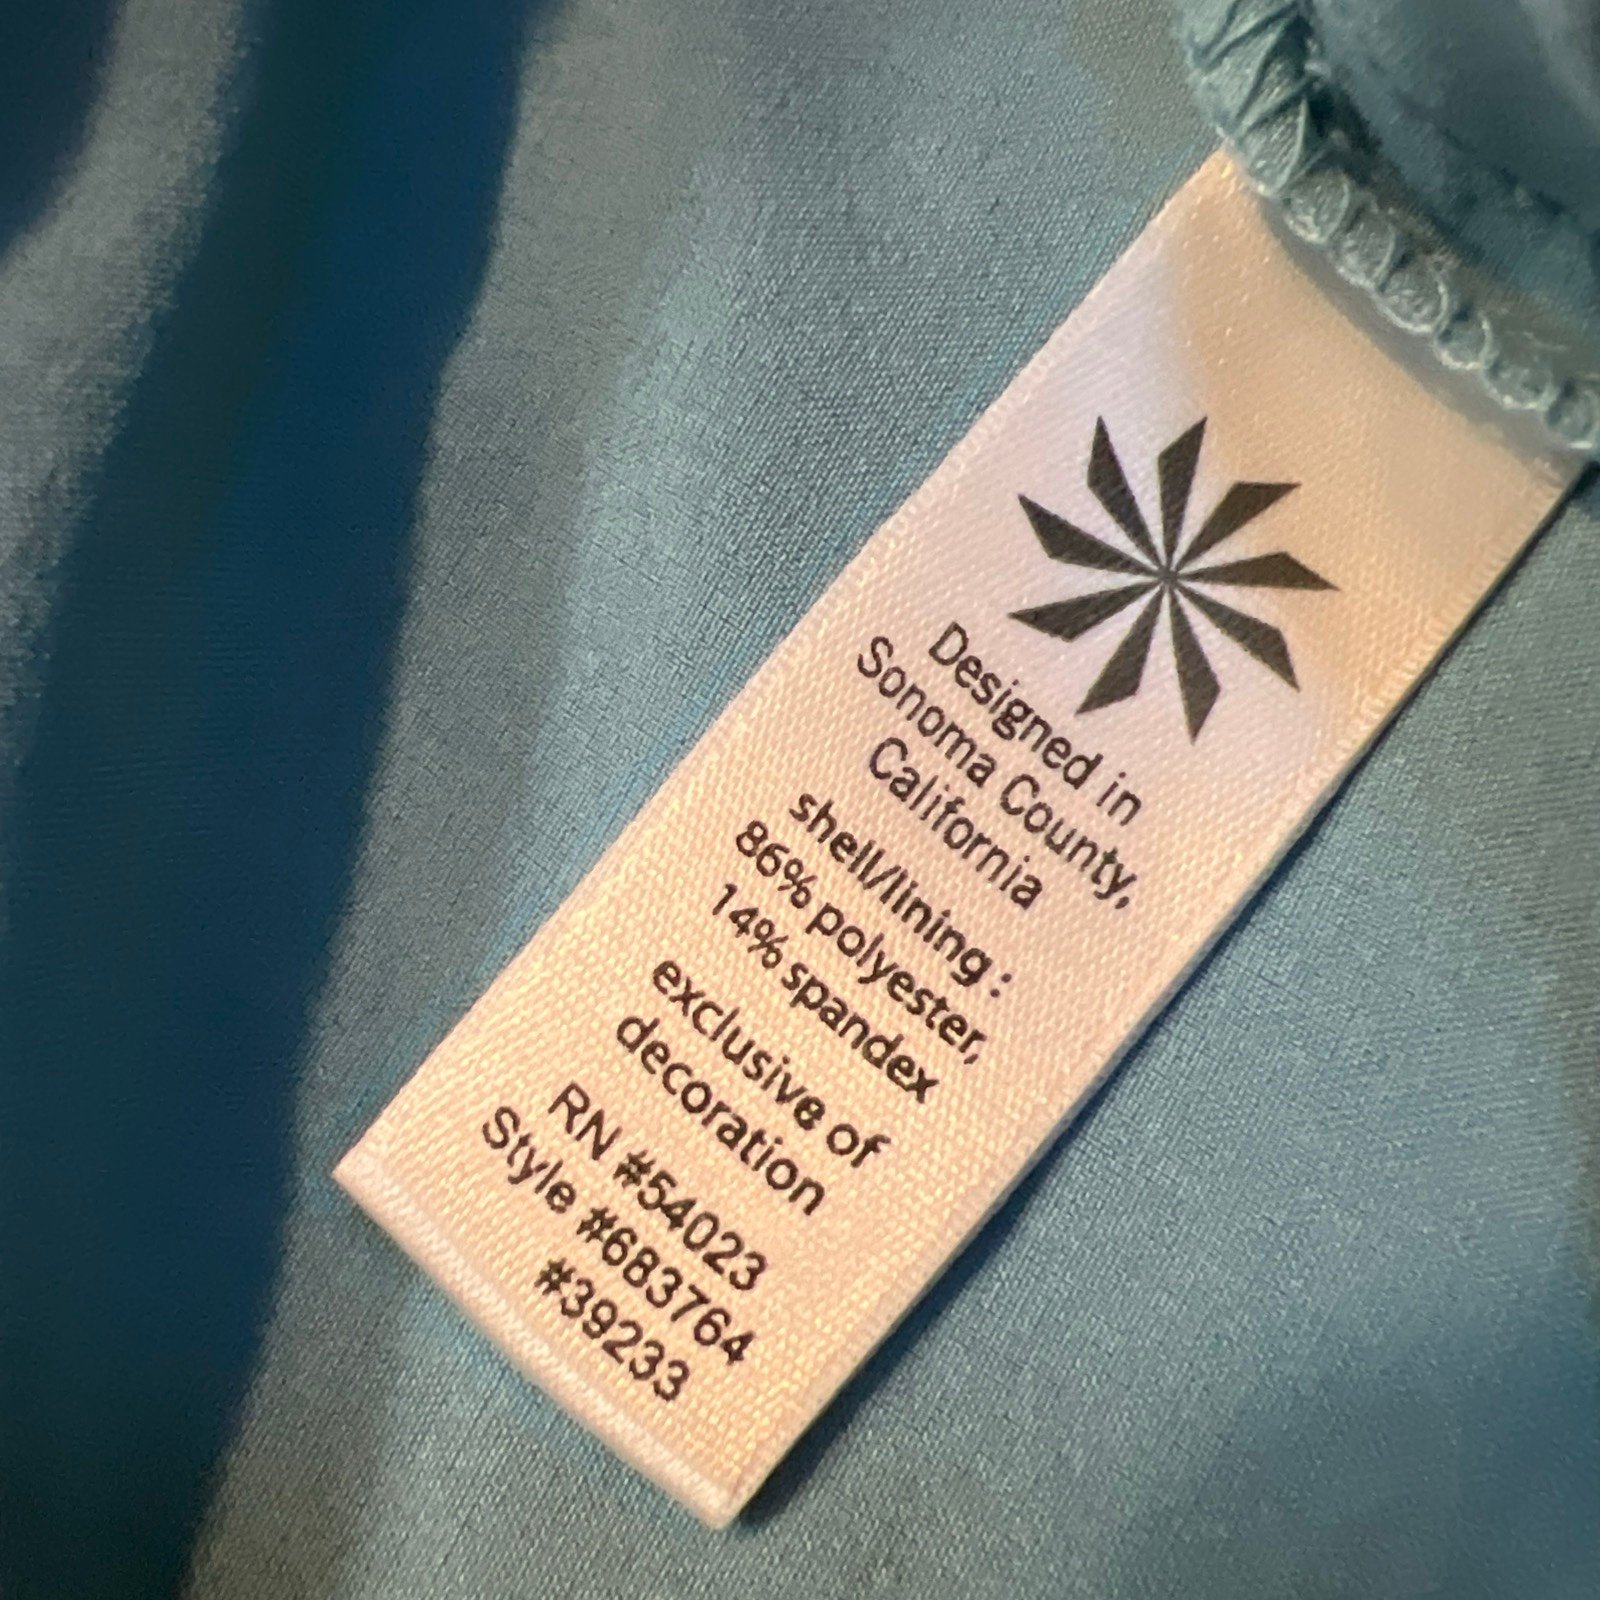 Designed in
Sonoma County,
California
shell/lining :
86% polyester,
14% spandex
exclusive of
decoration
RN #54023
Style #683764
#39233